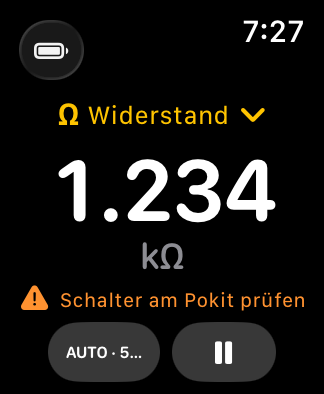 7:27
Ω Widerstand
1.234
kΩ
Schalter am Pokit prüfen
AUTO · 5...